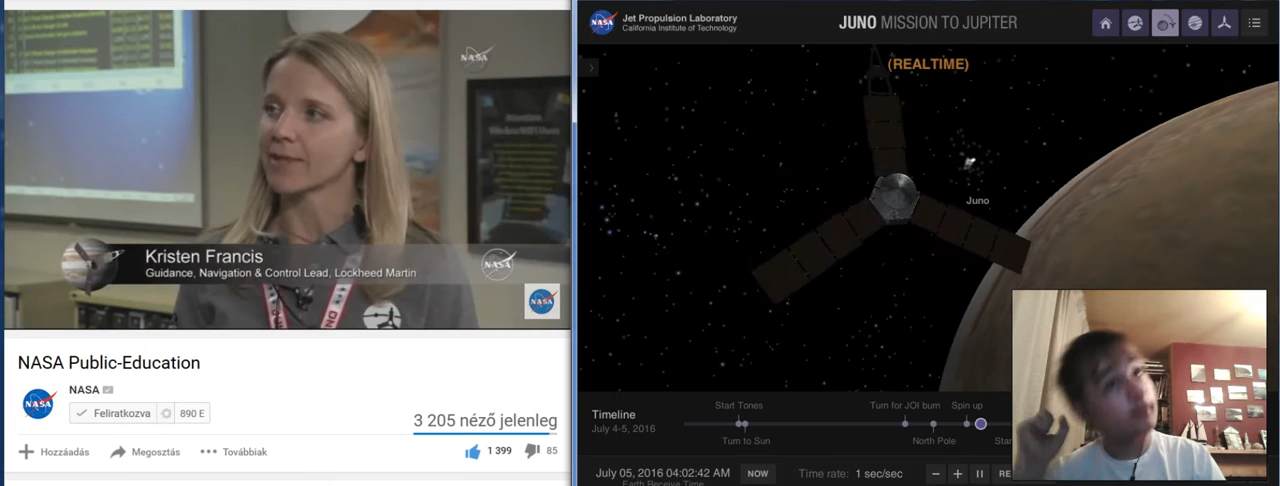 NASA
Kristen Francis
Guidance, Navigation & Control Lead, Lockheed Martin
NASA
NASA
NASA Public-Education
NASA
NASA
Feliratkozva 890 E
3 205 néző jelenleg
Hozzáadás Megosztás ••• Továbbiak 1 399 85
NASA
Jet Propulsion Laboratory
California Institute of Technology
JUNO MISSION TO JUPITER
(REALTIME)
Juno
Timeline
July 4-5, 2016
Start Tones Turn for JOI burn Spin up
Turn to Sun North Pole Star
July 05, 2016 04:02:42 AM NOW Time rate: 1 sec/sec RE
Earth Receive Time